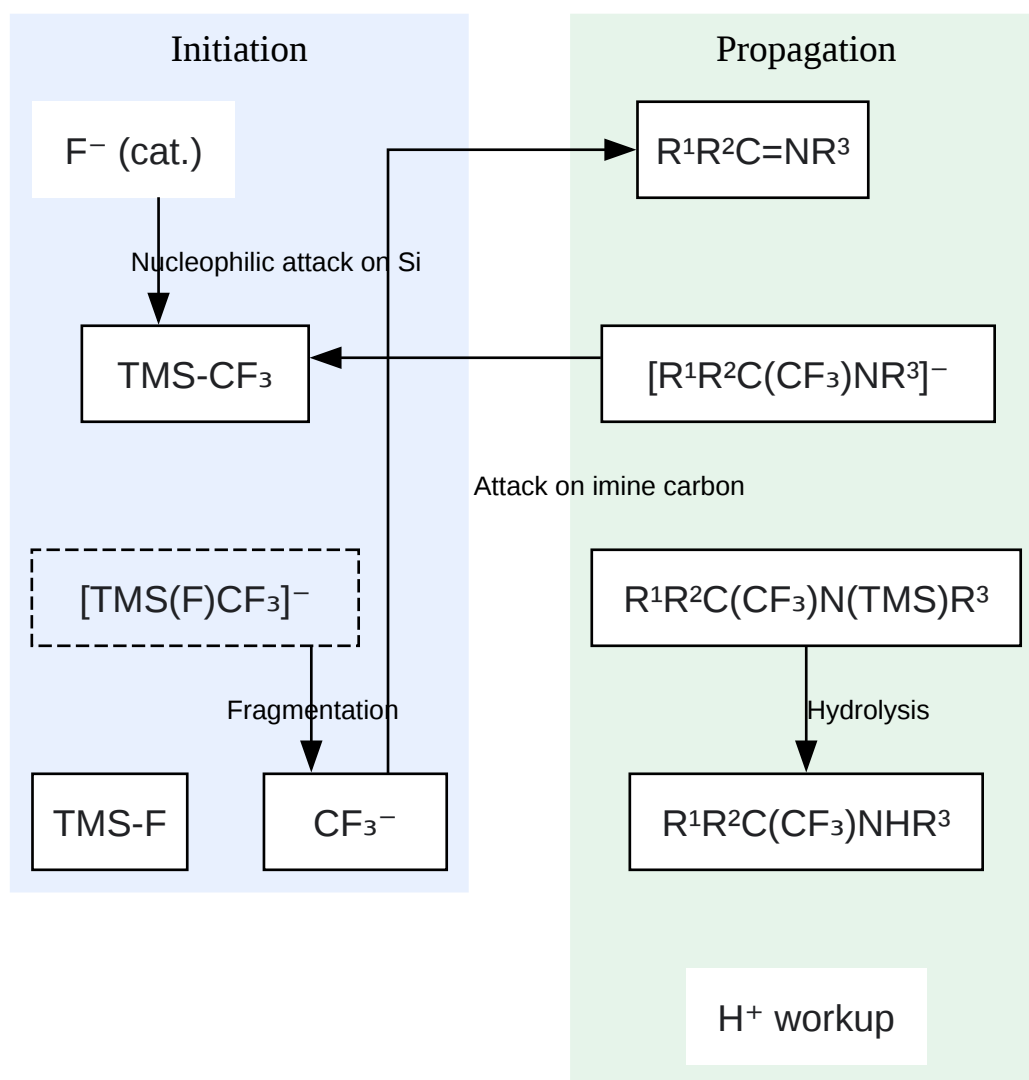 Initiation
Propagation
F⁻ (cat.)
R¹R²C=NR³
Nucleophilic attack on Si
TMS-CF₃
[R¹R²C(CF₃)NR³]⁻
Attack on imine carbon
[TMS(F)CF₃]⁻
R¹R²C(CF₃)N(TMS)R³
Fragmentation
Hydrolysis
TMS-F
CF₃⁻
R¹R²C(CF₃)NHR³
H⁺ workup